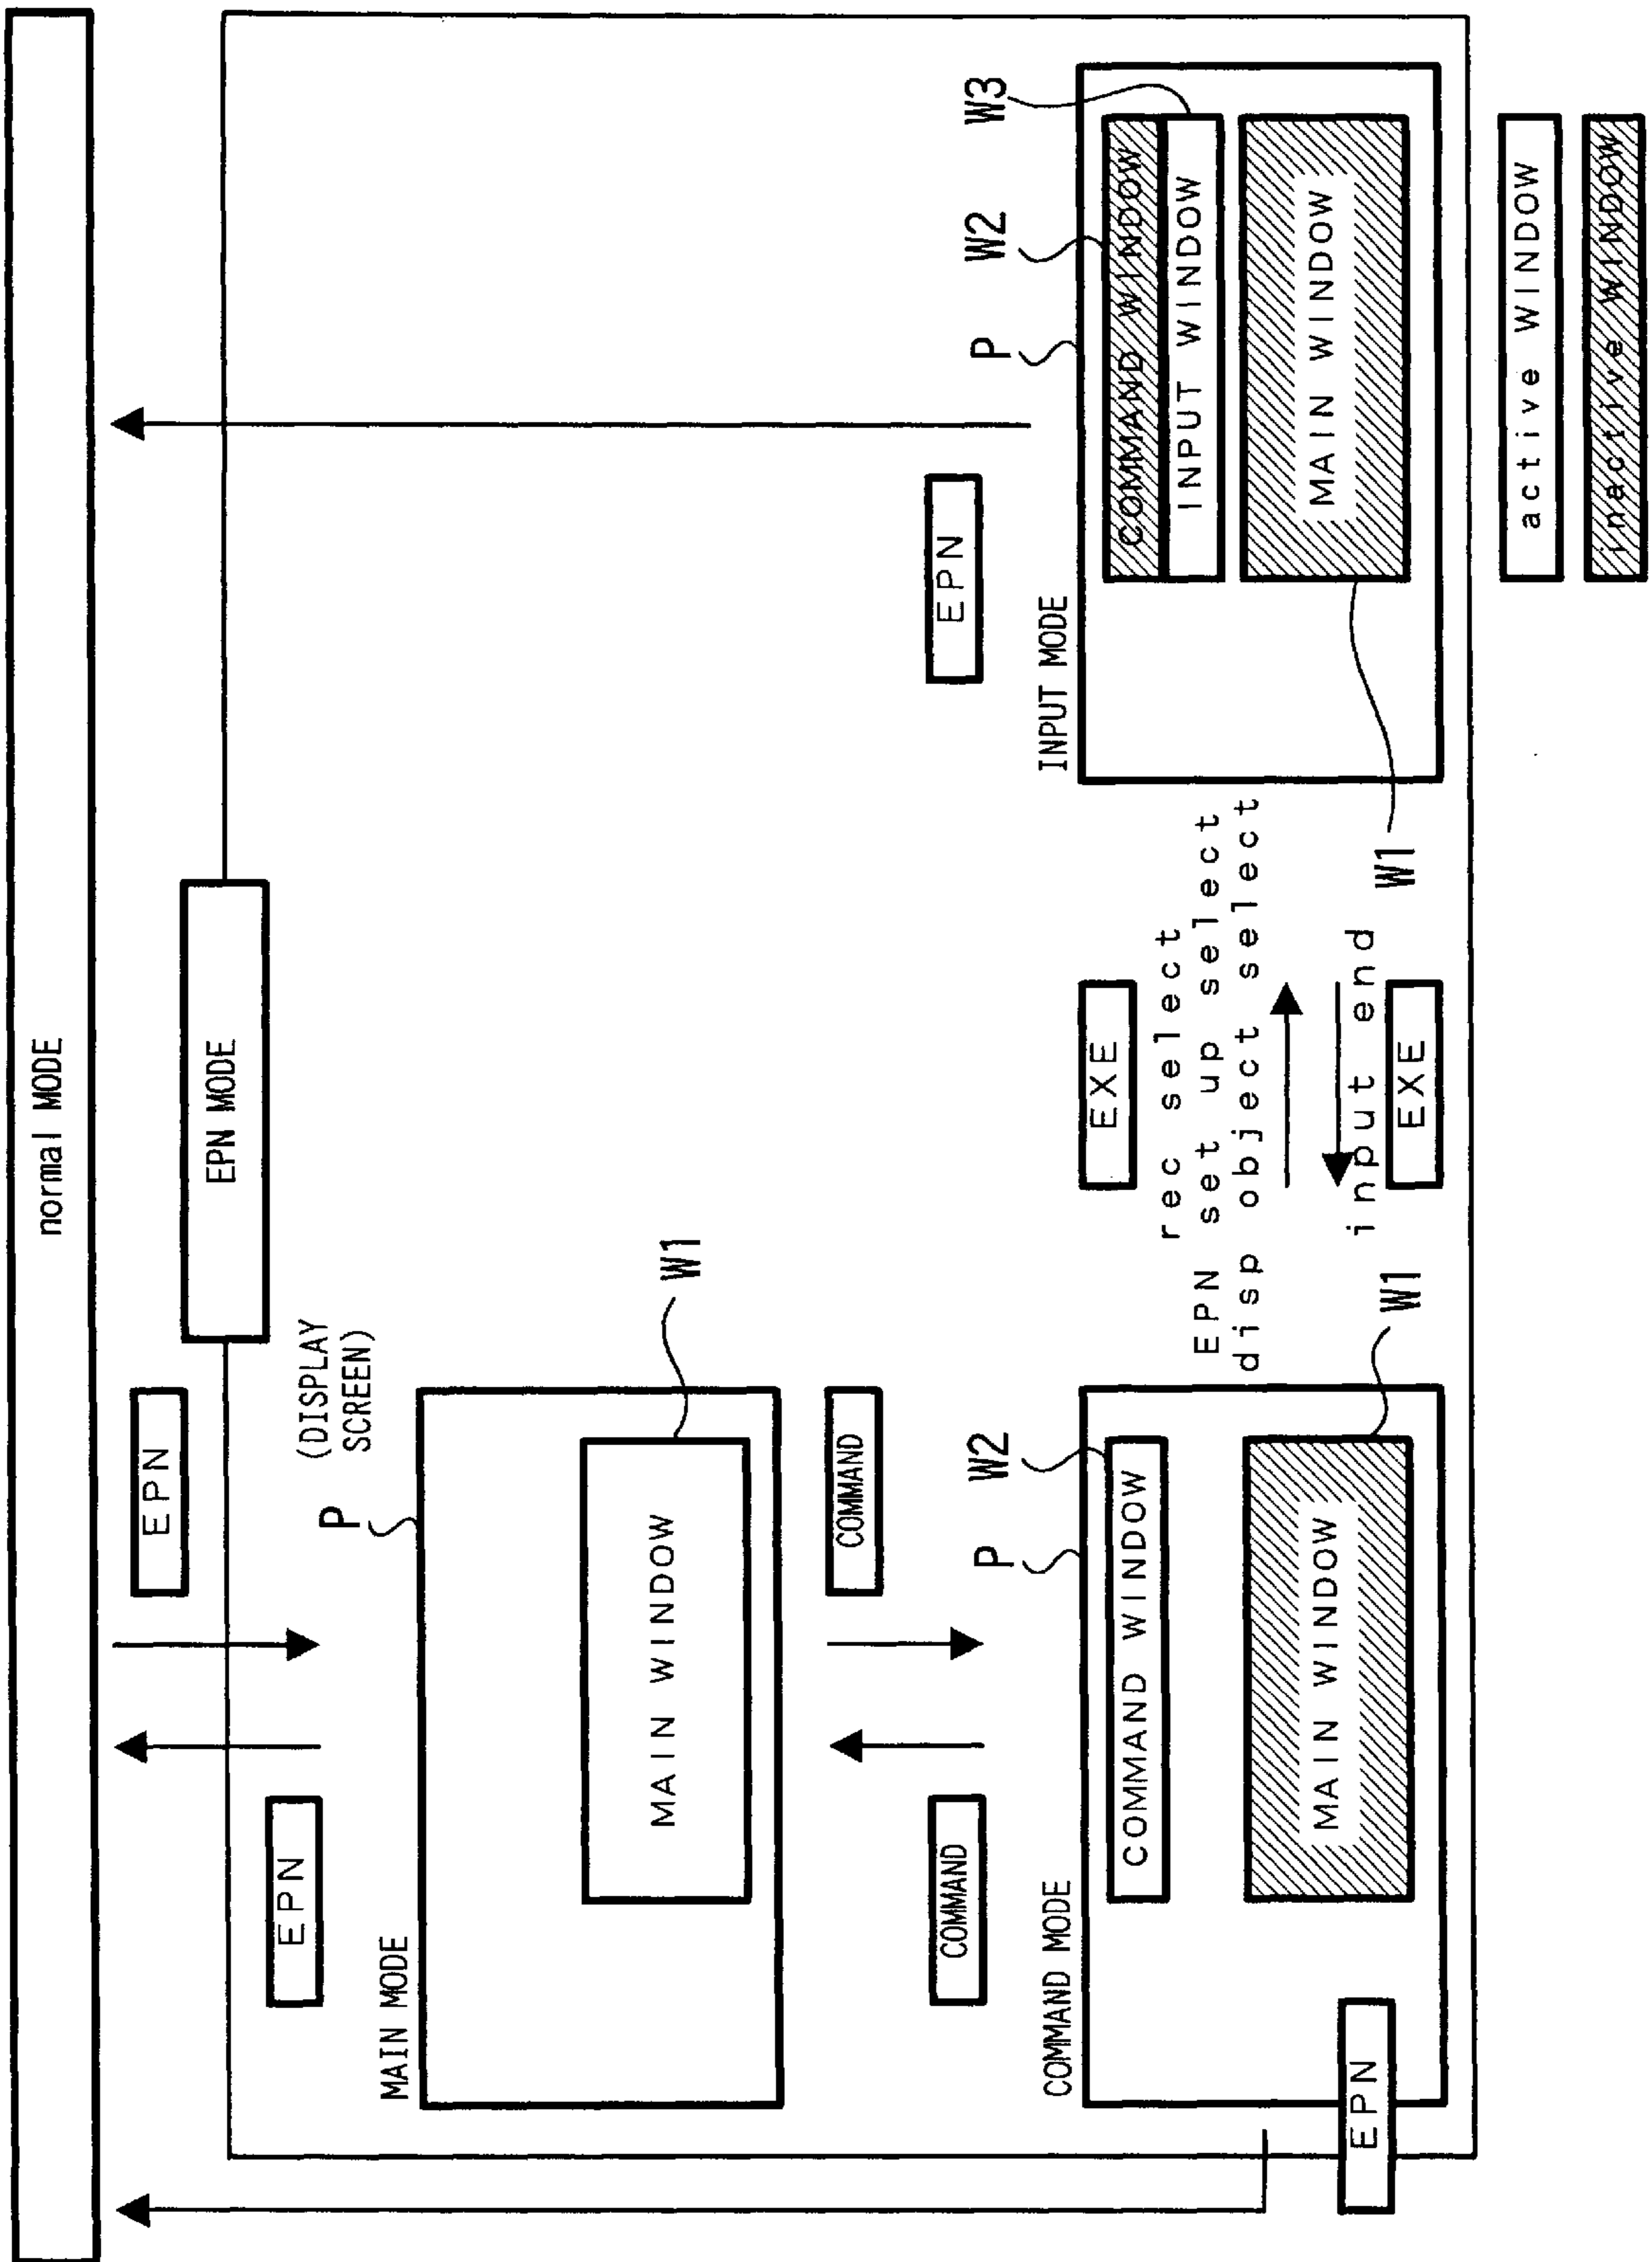 normal MODE
EPN
EPN MODE
EPN
(DISPLAY
SCREEN)
P
MAIN MODE
MAIN WINDOW
W1
COMMAND
COMMAND
EPN
COMMAND MODE
P
W2
COMMAND WINDOW
MAIN WINDOW
W1
EPN
EXE
rec select
EPN set up select
disp object select
input end
EXE
INPUT MODE
P
W2
W3
COMMAND WINDOW
INPUT WINDOW
MAIN WINDOW
W1
active WINDOW
inactive WINDOW